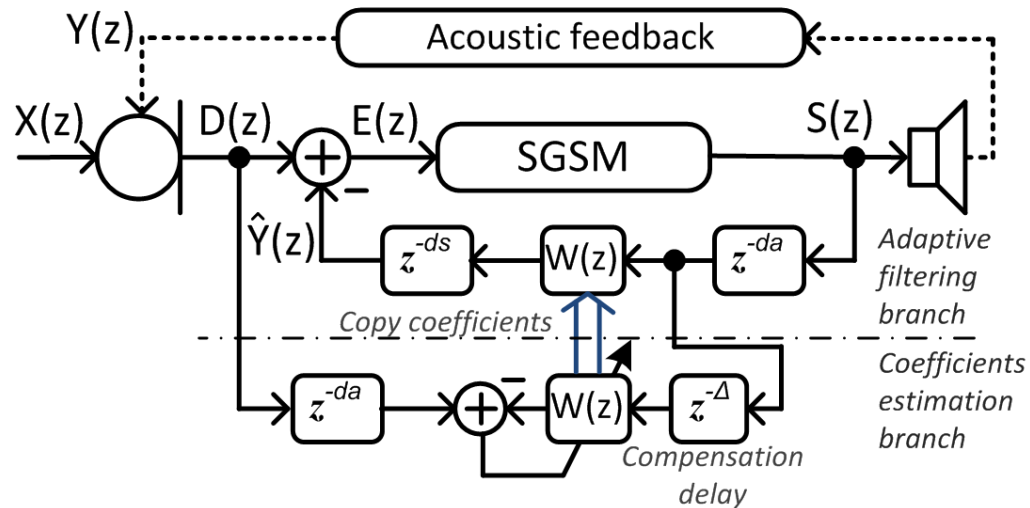 Y(z)
Acoustic feedback
X(z)
D(z)
E(z)
S(z)
+
SGSM
−
Ŷ(z)
z^-ds
W(z)
z^-da
Adaptive
filtering
branch
Copy coefficients
Coefficients
estimation
branch
z^-da
−
+
W(z)
z^-Δ
Compensation
delay